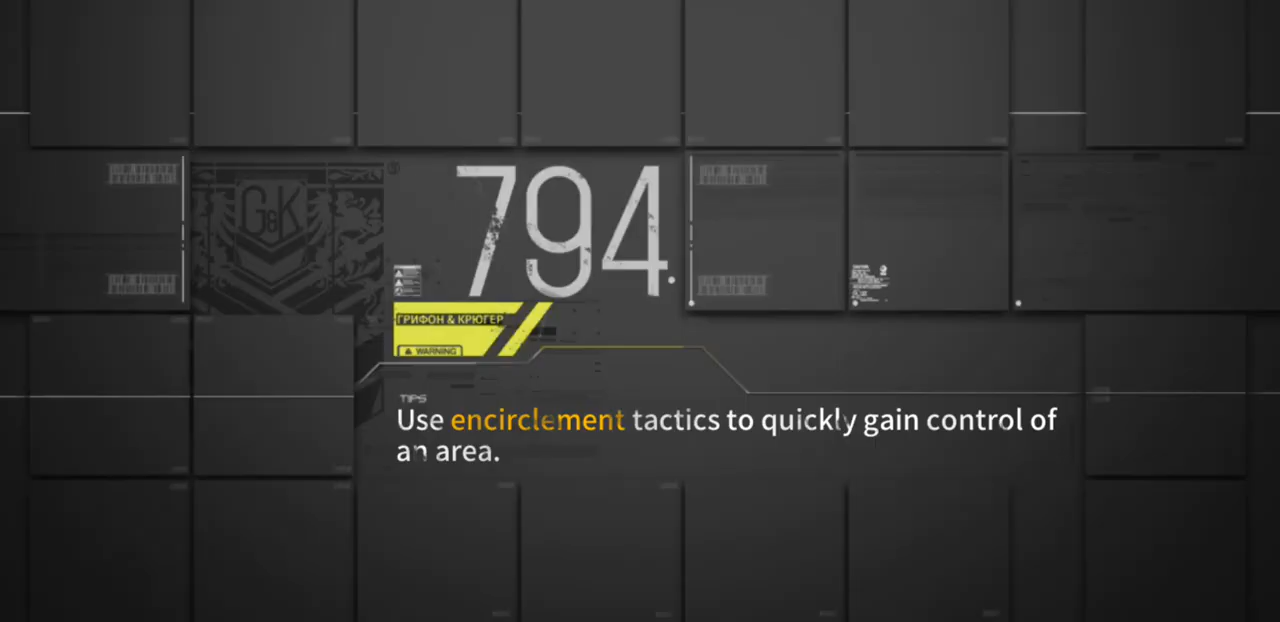 G&K
794.
ГРИФОН & КРЮГЕР
WARNING
TIPS
Use encirclement tactics to quickly gain control of
an area.